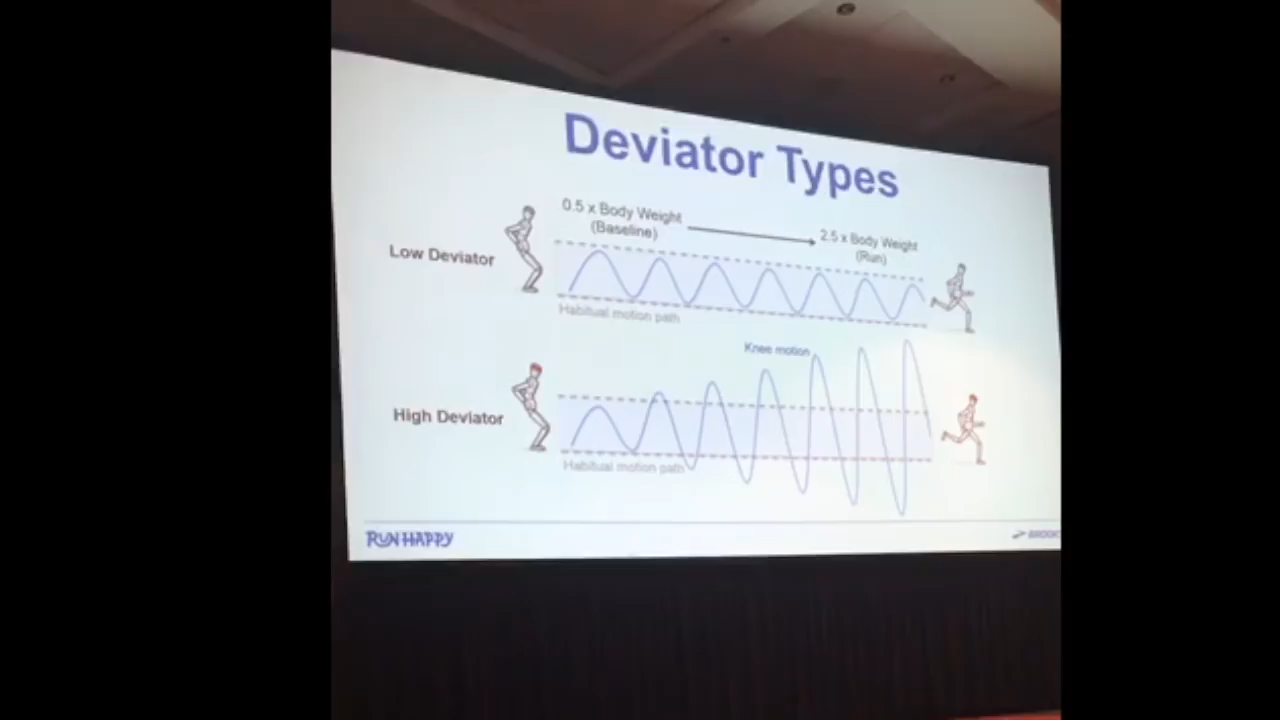 Deviator Types
0.5 x Body Weight
(Baseline)
2.5 x Body Weight
(Run)
Low Deviator
Habitual motion path
Knee motion
High Deviator
Habitual motion path
RUN HAPPY
BROOKS